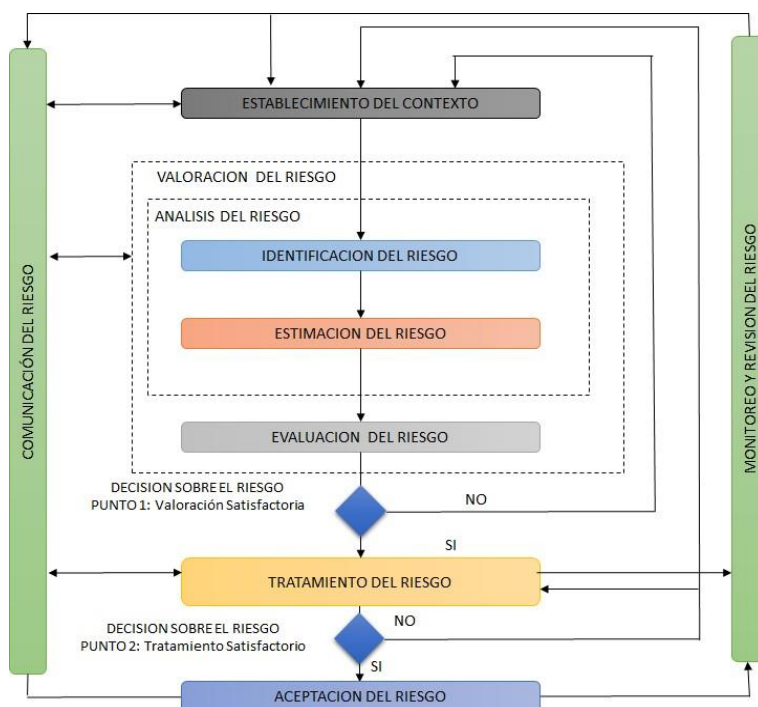 ESTABLECIMIENTO DEL CONTEXTO
VALORACION DEL RIESGO
ANALISIS DEL RIESGO
IDENTIFICACION DEL RIESGO
ESTIMACION DEL RIESGO
EVALUACION DEL RIESGO
COMUNICACIÓN DEL RIESGO
MONITOREO Y REVISION DEL RIESGO
DECISION SOBRE EL RIESGO
PUNTO 1: Valoración Satisfactoria
NO
SI
TRATAMIENTO DEL RIESGO
DECISION SOBRE EL RIESGO
PUNTO 2: Tratamiento Satisfactorio
NO
SI
ACEPTACION DEL RIESGO